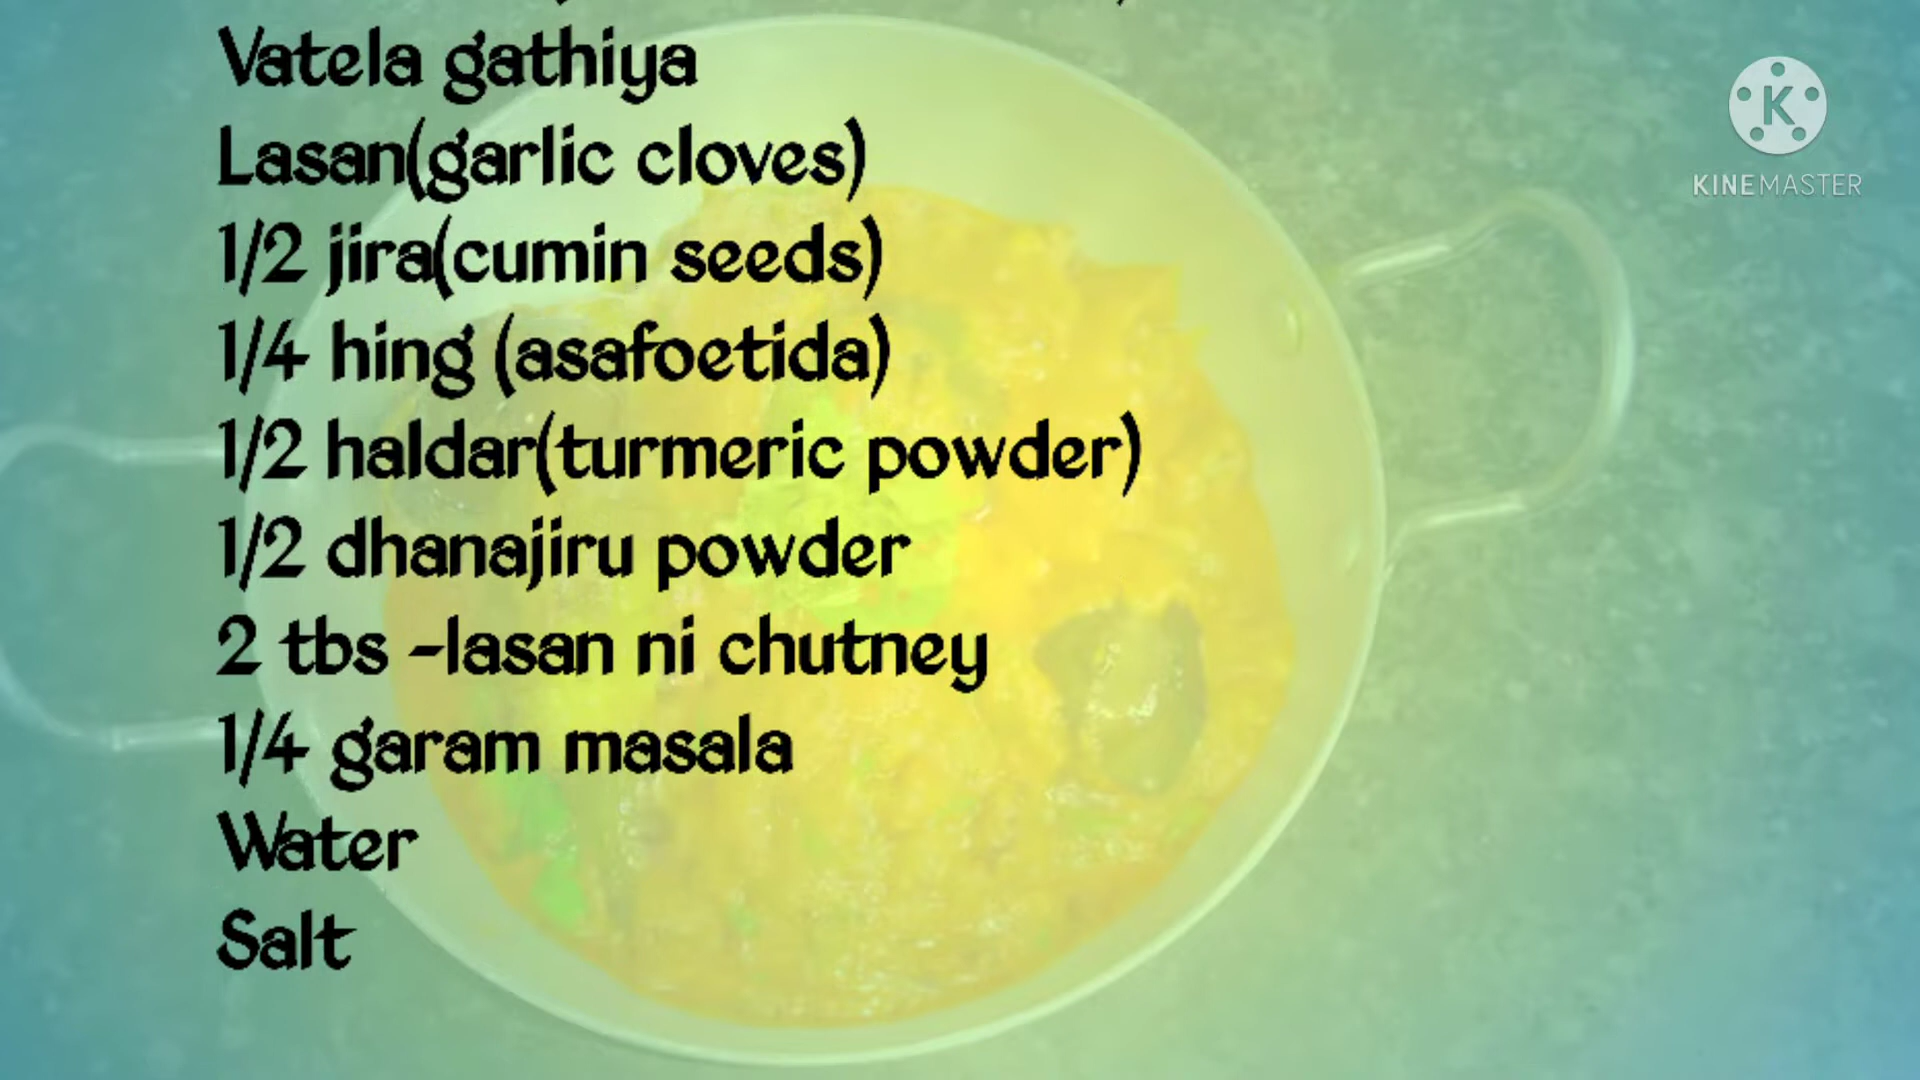 Vatela gathiya
Lasan(garlic cloves)
1/2 jira(cumin seeds)
1/4 hing (asafoetida)
1/2 haldar(turmeric powder)
1/2 dhanajiru powder
2 tbs -lasan ni chutney
1/4 garam masala
Water
Salt
K
KINEMASTER